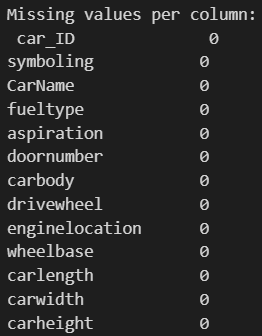 Missing values per column:
car_ID 0
symboling 0
CarName 0
fueltype 0
aspiration 0
doornumber 0
carbody 0
drivewheel 0
enginelocation 0
wheelbase 0
carlength 0
carwidth 0
carheight 0